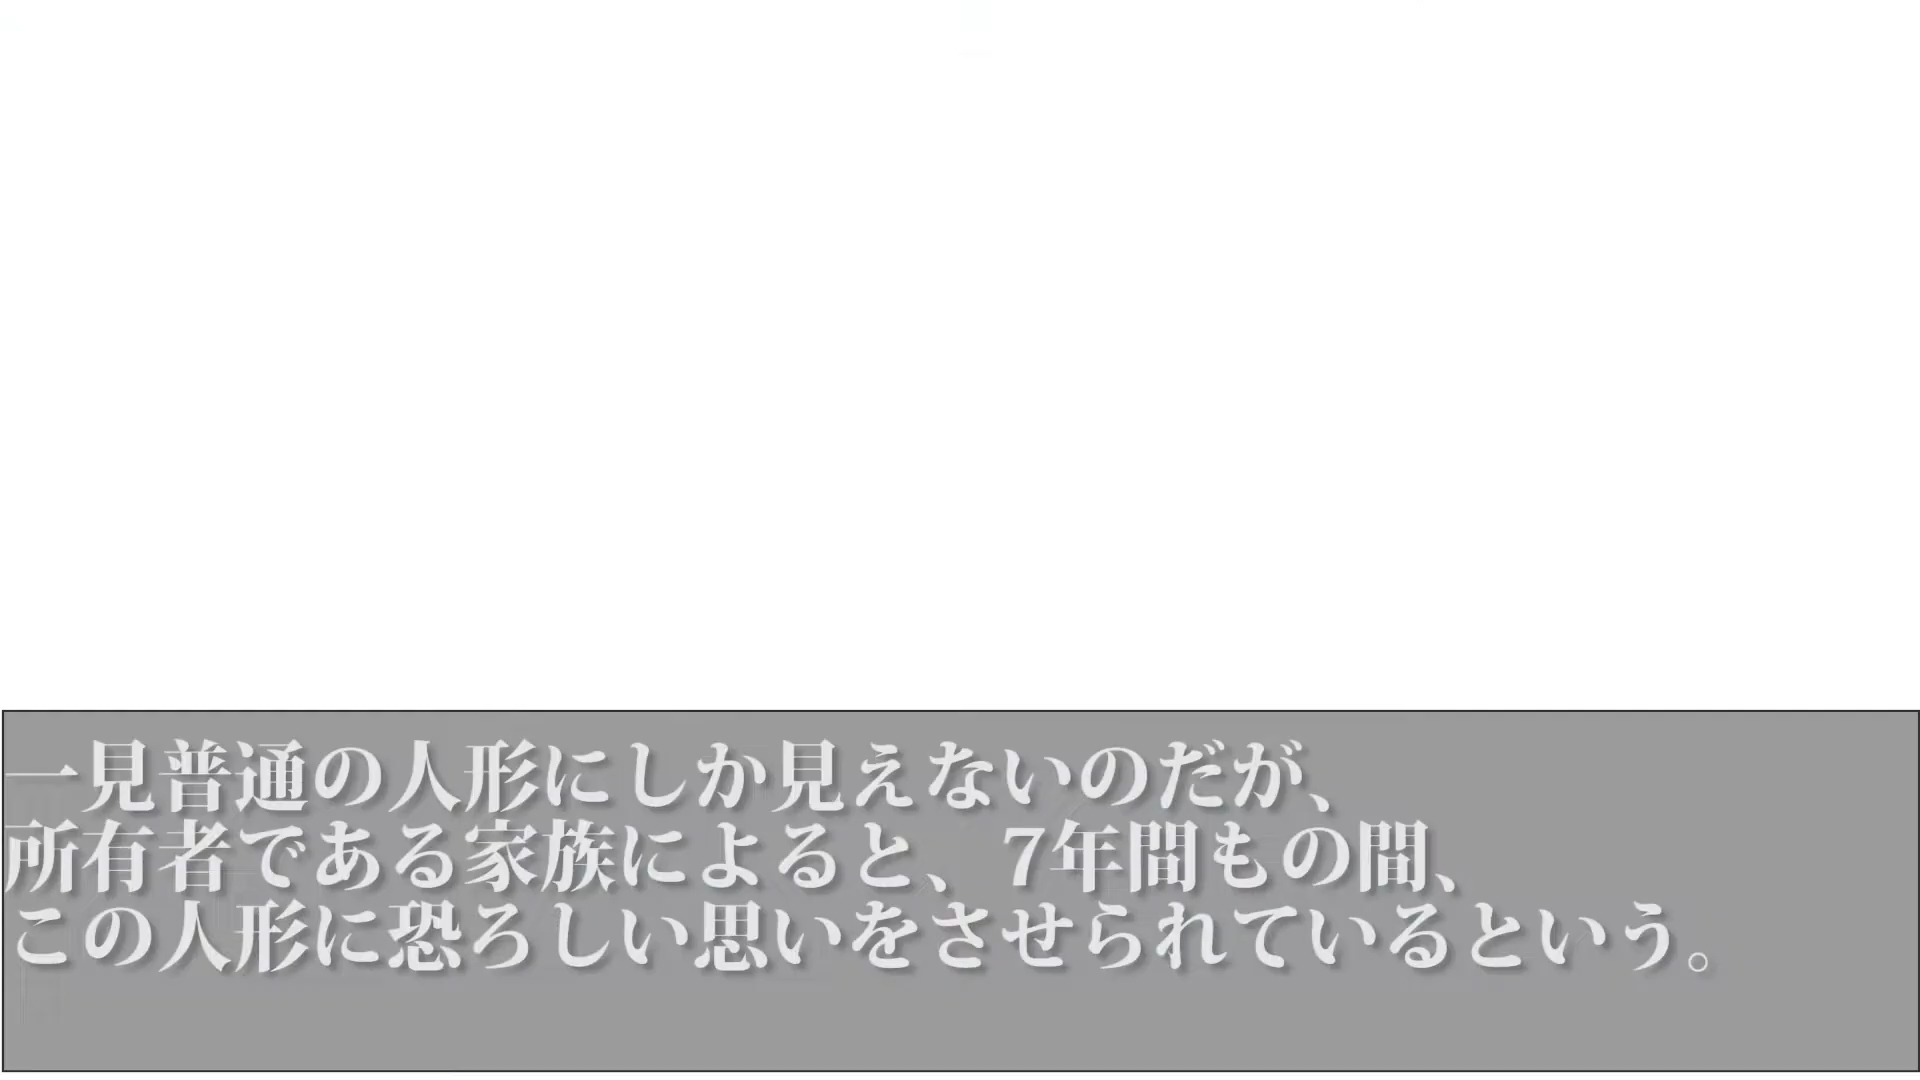 一見普通の人形にしか見えないのだが、
所有者である家族によると、7年間もの間、
この人形に恐ろしい思いをさせられているという。